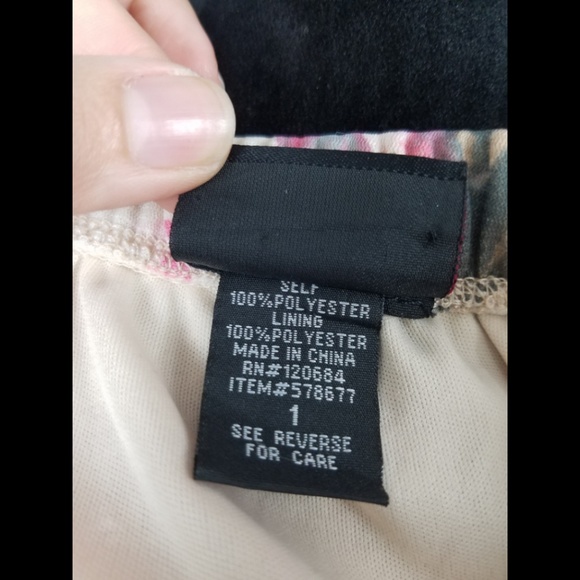 SELF
100%POLYESTER
LINING
100%POLYESTER
MADE IN CHINA
RN#120684
ITEM#578677
1
SEE REVERSE
FOR CARE